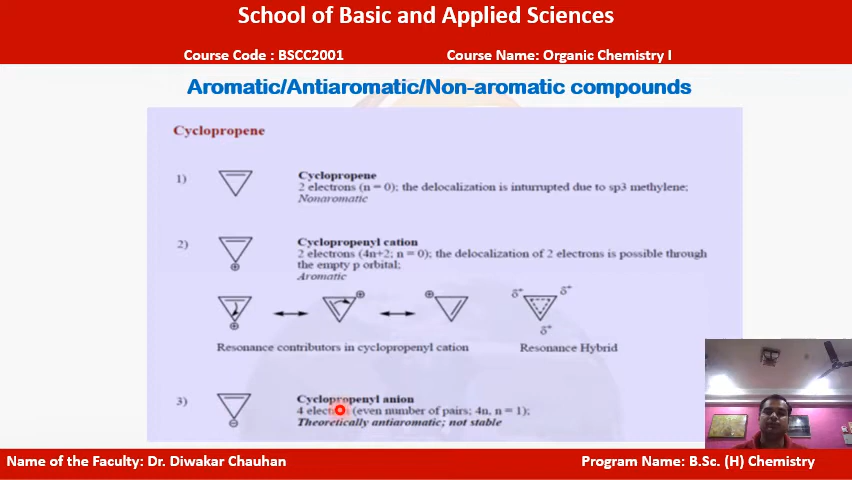 School of Basic and Applied Sciences
Course Code : BSCC2001
Course Name: Organic Chemistry I
Aromatic/Antiaromatic/Non-aromatic compounds
Cyclopropene
1)
Cyclopropene
2 electrons (n = 0); the delocalization is inturrupted due to sp3 methylene;
Nonaromatic
2)
Cyclopropenyl cation
2 electrons (4n+2; n = 0); the delocalization of 2 electrons is possible through
the empty p orbital;
Aromatic
⊕
⊕ ⊕ δ⁺ δ⁺
⊕ δ⁺
Resonance contributors in cyclopropenyl cation
Resonance Hybrid
3)
Cyclopropenyl anion
4 (even number of pairs; 4n, n = 1);
Theoretically antiaromatic; not stable
⊖
Name of the Faculty: Dr. Diwakar Chauhan
Program Name: B.Sc. (H) Chemistry